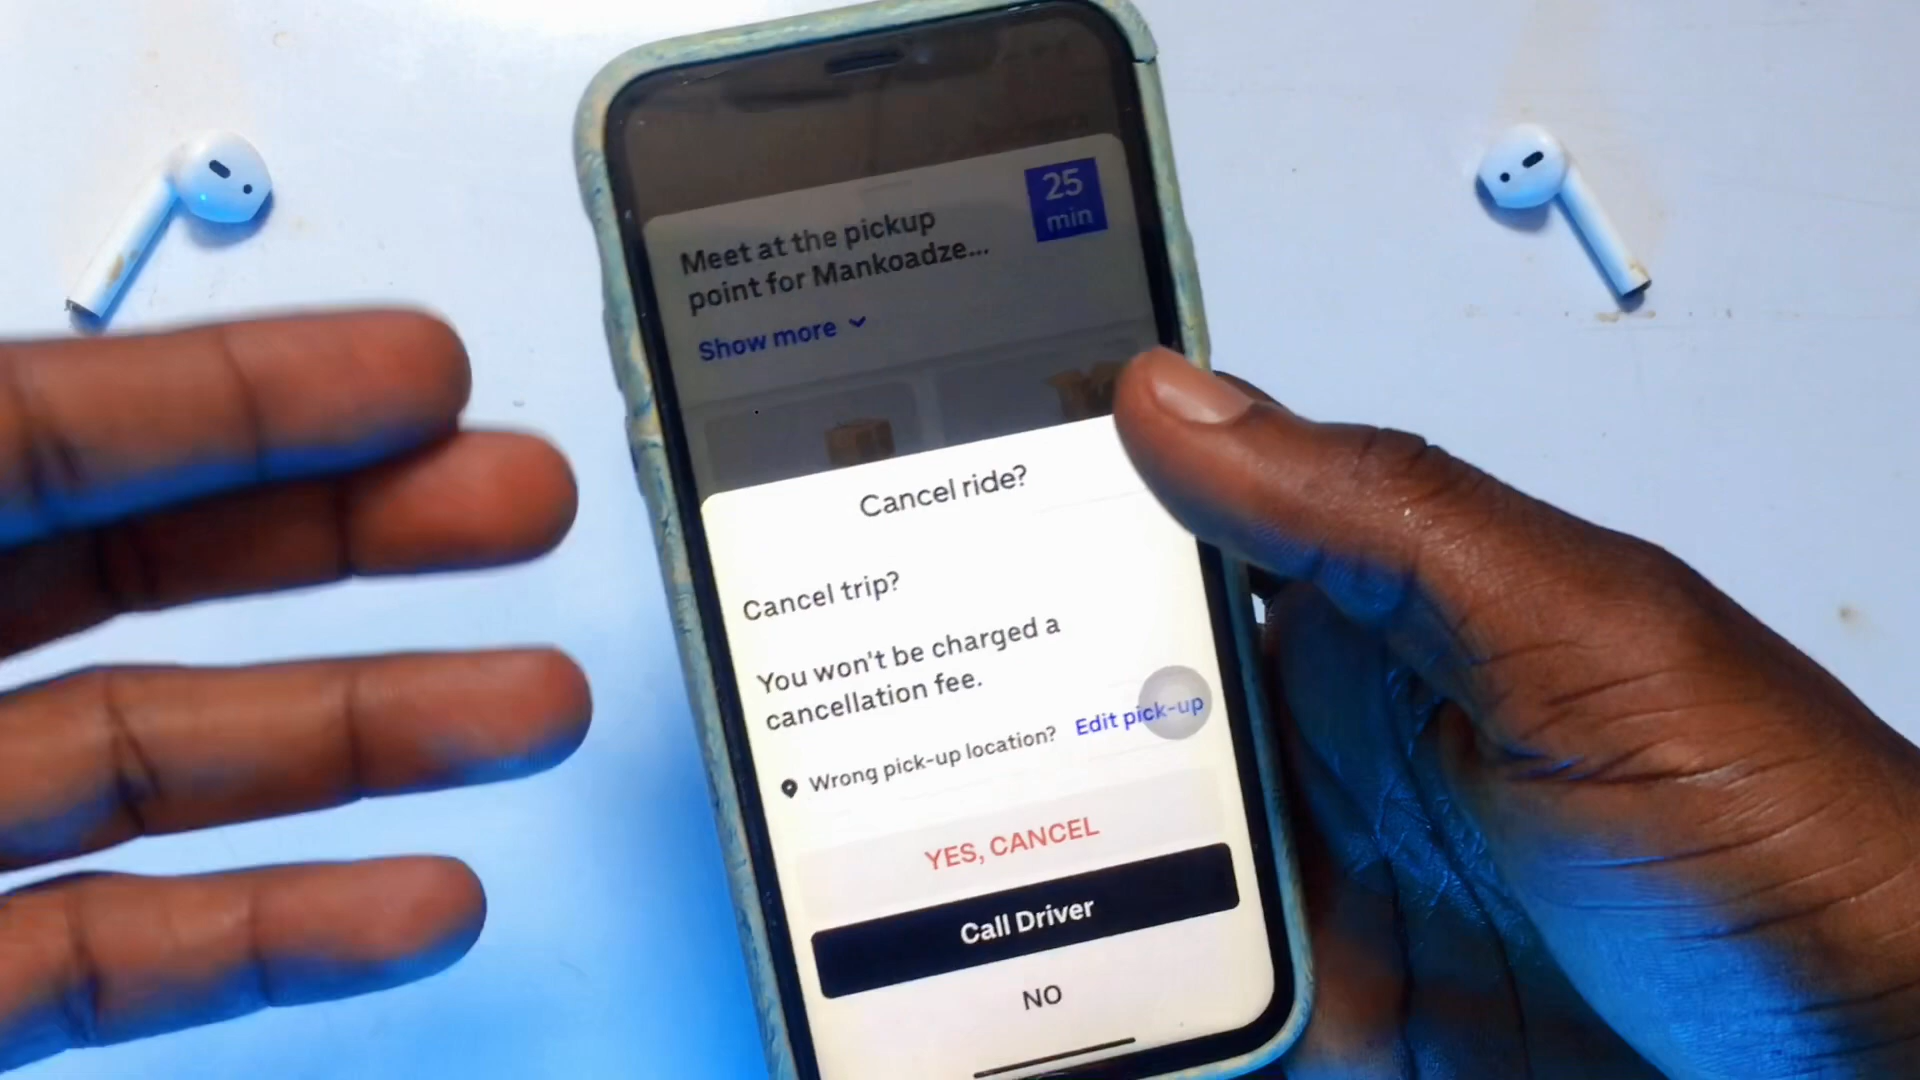 Meet at the pickup
point for Mankoadze...
25
min
Show more
Cancel ride?
Cancel trip?
You won't be charged a
cancellation fee.
Wrong pick-up location? Edit pick-up
YES, CANCEL
Call Driver
NO